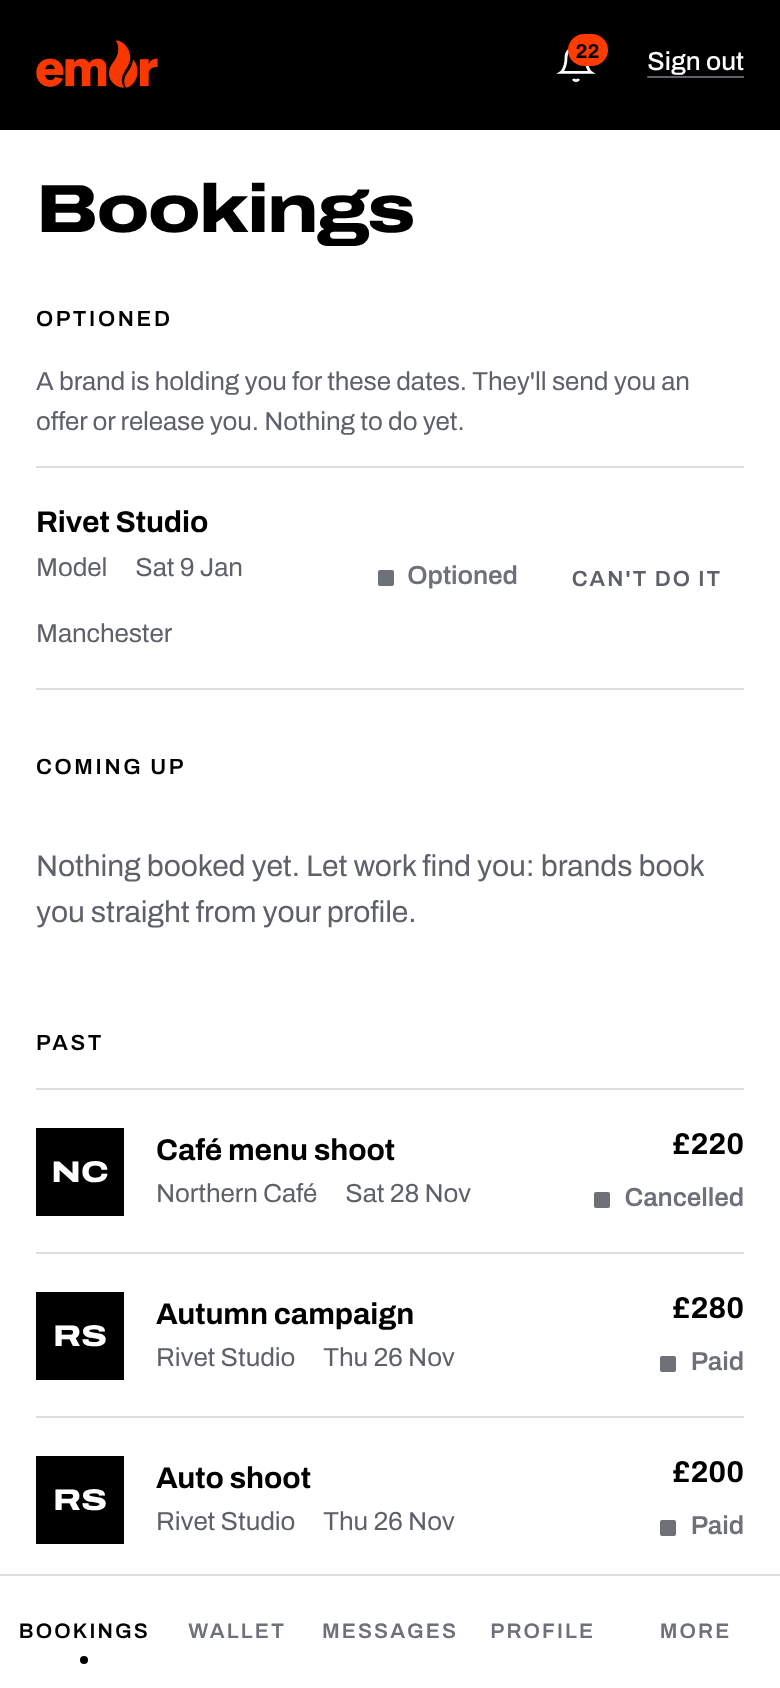 emor
22
Sign out
Bookings
OPTIONED
A brand is holding you for these dates. They'll send you an
offer or release you. Nothing to do yet.
Rivet Studio
Model Sat 9 Jan
Optioned
CAN'T DO IT
Manchester
COMING UP
Nothing booked yet. Let work find you: brands book
you straight from your profile.
PAST
NC
Café menu shoot
£220
Northern Café Sat 28 Nov
Cancelled
RS
Autumn campaign
£280
Rivet Studio Thu 26 Nov
Paid
RS
Auto shoot
£200
Rivet Studio Thu 26 Nov
Paid
BOOKINGS WALLET MESSAGES PROFILE MORE